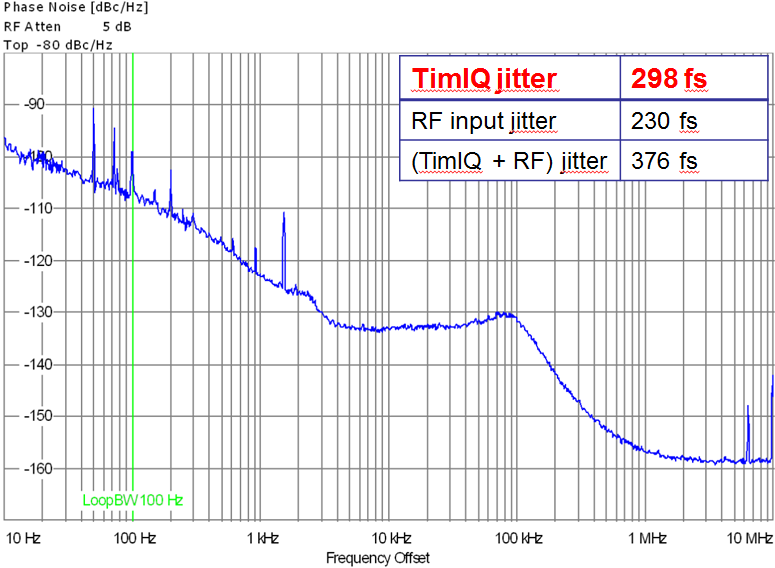 Phase Noise [dBc/Hz]
RF Atten 5 dB
Top -80 dBc/Hz
TimIQ jitter 298 fs
RF input jitter 230 fs
(TimIQ + RF) jitter 376 fs
-90
-100
-110
-120
-130
-140
-150
-160
LoopBW 100 Hz
10 Hz 100 Hz 1 kHz 10 kHz 100 kHz 1 MHz 10 MHz
Frequency Offset